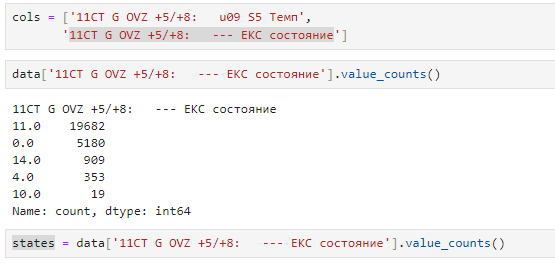 cols = ['11CT G OVZ +5/+8:   u09 S5 Темп',
'11CT G OVZ +5/+8:   --- ЕКС состояние']
data['11CT G OVZ +5/+8:   --- ЕКС состояние'].value_counts()
11CT G OVZ +5/+8:   --- ЕКС состояние
11.0    19682
0.0      5180
14.0      909
4.0       353
10.0       19
Name: count, dtype: int64
states = data['11CT G OVZ +5/+8:   --- ЕКС состояние'].value_counts()